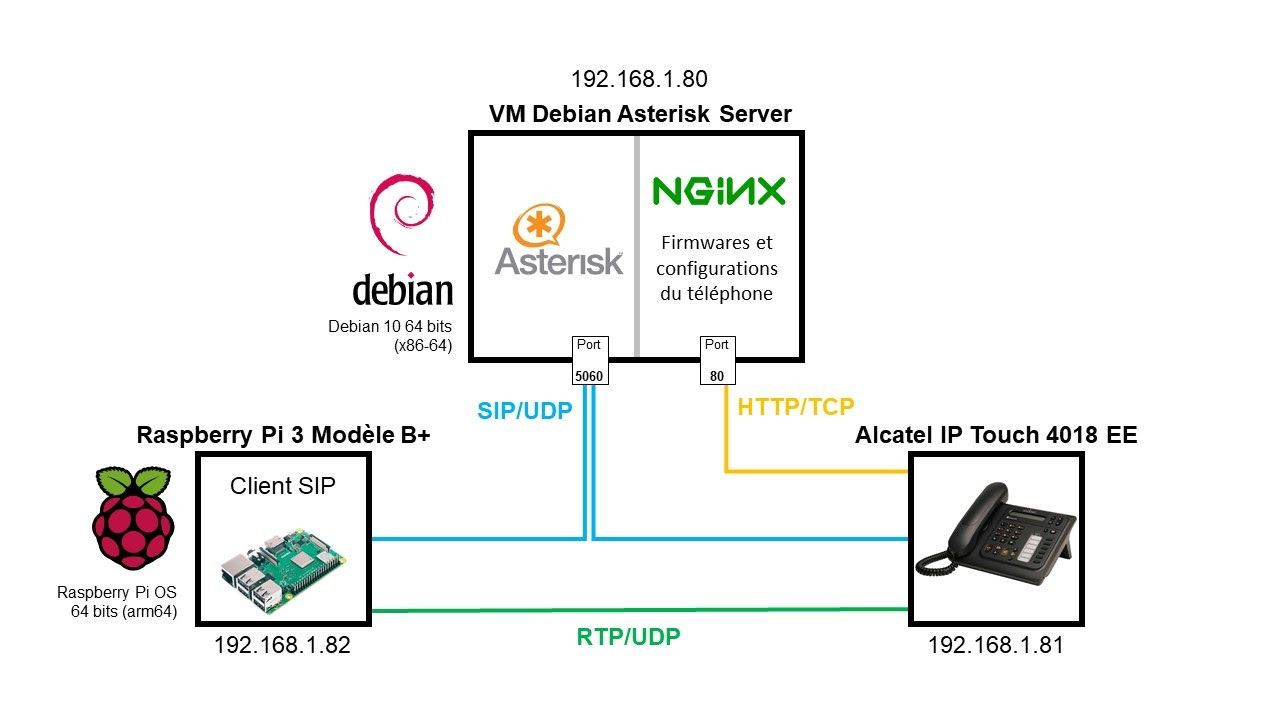 192.168.1.80
VM Debian Asterisk Server
NGiNX
Firmwares et
configurations
du téléphone
Asterisk
debian
Debian 10 64 bits
(x86-64)
Port
5060
Port
80
SIP/UDP
HTTP/TCP
Raspberry Pi 3 Modèle B+
Alcatel IP Touch 4018 EE
Client SIP
Raspberry Pi OS
64 bits (arm64)
RTP/UDP
192.168.1.82
192.168.1.81